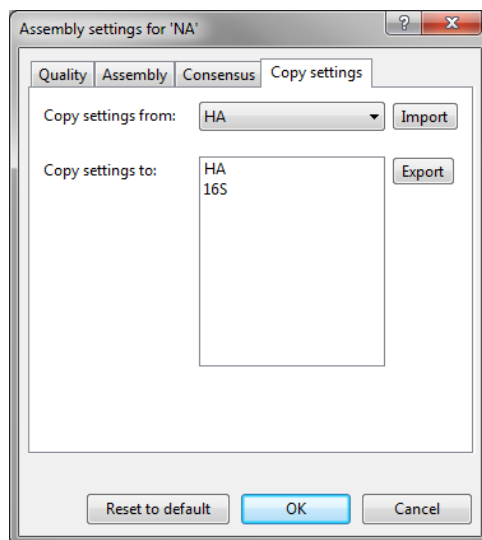 Assembly settings for 'NA'
Quality Assembly Consensus Copy settings
Copy settings from: HA Import
Copy settings to: HA Export
16S
Reset to default OK Cancel